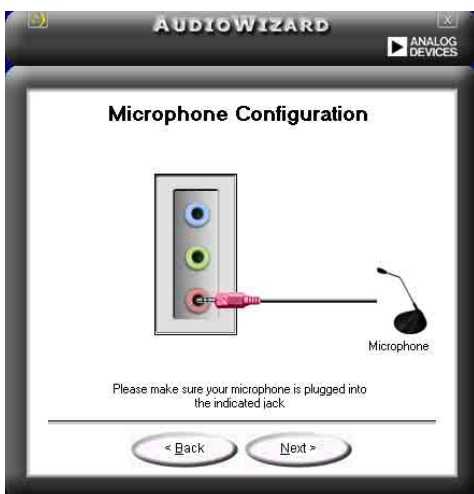 AUDIOWIZARD
X
ANALOG
DEVICES
Microphone Configuration
Microphone
Please make sure your microphone is plugged into
the indicated jack
< Back
Next >